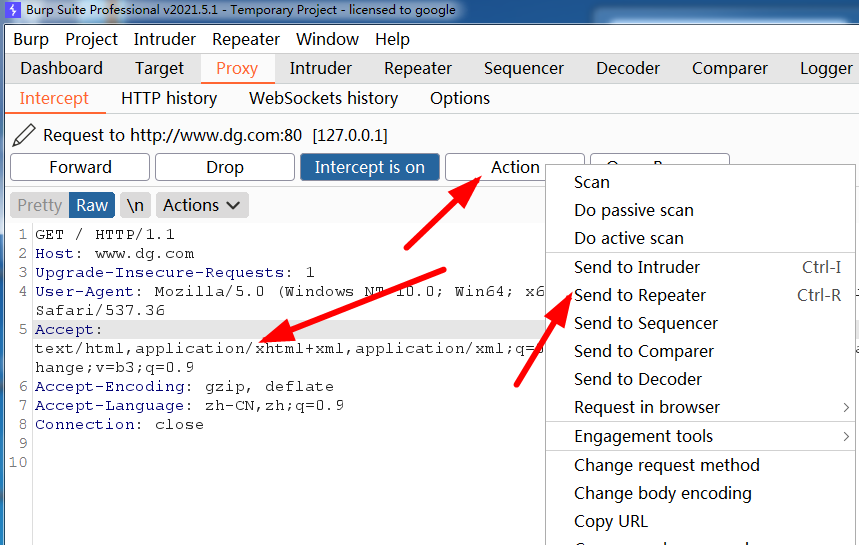 Burp Suite Professional v2021.5.1 - Temporary Project - licensed to google
Burp Project Intruder Repeater Window Help
Dashboard Target Proxy Intruder Repeater Sequencer Decoder Comparer Logger
Intercept HTTP history WebSockets history Options
Request to http://www.dg.com:80 [127.0.0.1]
Forward Drop Intercept is on Action
Pretty Raw \n Actions
1 GET / HTTP/1.1
2 Host: www.dg.com
3 Upgrade-Insecure-Requests: 1
4 User-Agent: Mozilla/5.0 (Windows NT 10.0; Win64; x6
Safari/537.36
5 Accept:
text/html,application/xhtml+xml,application/xml;q=0
hange;v=b3;q=0.9
6 Accept-Encoding: gzip, deflate
7 Accept-Language: zh-CN,zh;q=0.9
8 Connection: close
9
10
Scan
Do passive scan
Do active scan
Send to Intruder Ctrl-I
Send to Repeater Ctrl-R
Send to Sequencer
Send to Comparer
Send to Decoder
Request in browser
Engagement tools
Change request method
Change body encoding
Copy URL